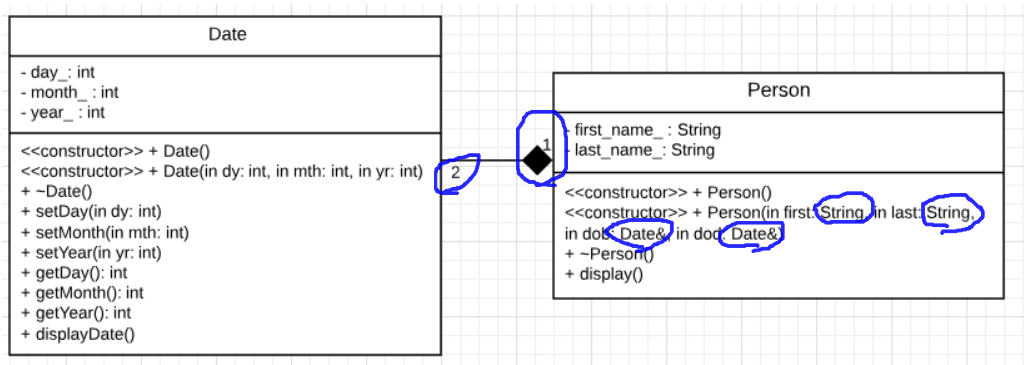 Date
- day_: int
- month_ : int
- year_ : int
<<constructor>> + Date()
<<constructor>> + Date(in dy: int, in mth: int, in yr: int)
+ ~Date()
+ setDay(in dy: int)
+ setMonth(in mth: int)
+ setYear(in yr: int)
+ getDay(): int
+ getMonth(): int
+ getYear(): int
+ displayDate()
2
1
Person
- first_name_ : String
- last_name_: String
<<constructor>> + Person()
<<constructor>> + Person(in first: String, in last: String,
in dob: Date&, in dod: Date&)
+ ~Person()
+ display()